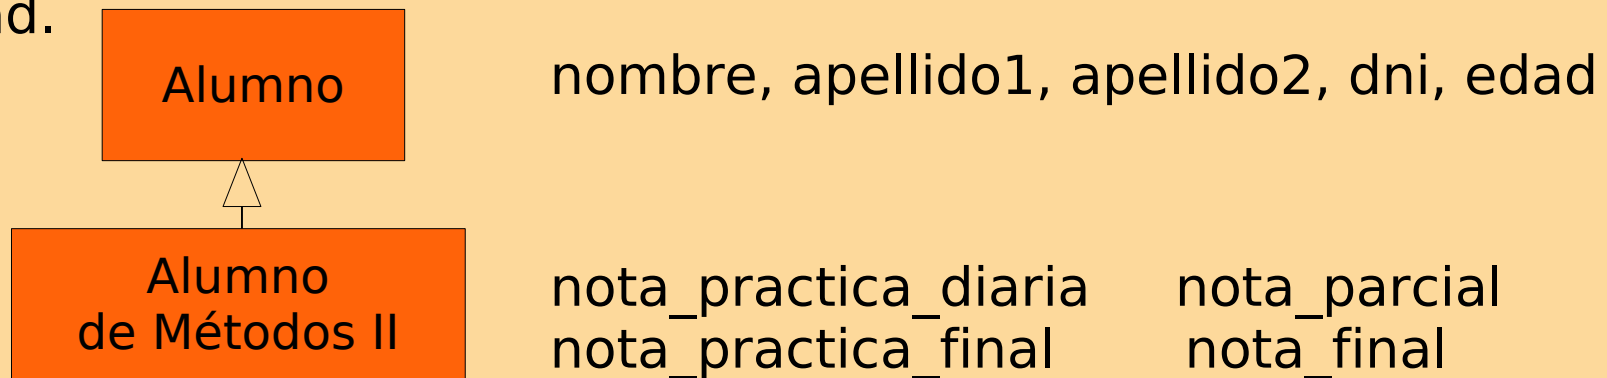 Alumno
nombre, apellido1, apellido2, dni, edad
Alumno
de Métodos II
nota_practica_diaria nota_parcial
nota_practica_final nota_final